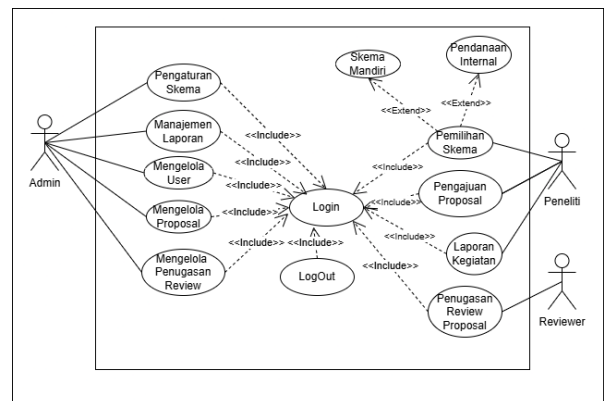 Skema
Mandiri
Pendanaan
Internal
Pengaturan
Skema
<<Extend>>
<<Extend>>
Manajemen
Laporan
<<Include>>
Pemilihan
Skema
Admin
<<Include>>
Mengelola
User
<<Include>>
<<Include>>
Pengajuan
Proposal
Peneliti
<<Include>>
Mengelola
Proposal
<<Include>>
Login
<<Include>>
Mengelola
Penugasan
Review
<<Include>>
<<Include>>
Laporan
Kegiatan
LogOut
<<Include>>
Penugasan
Review
Proposal
Reviewer